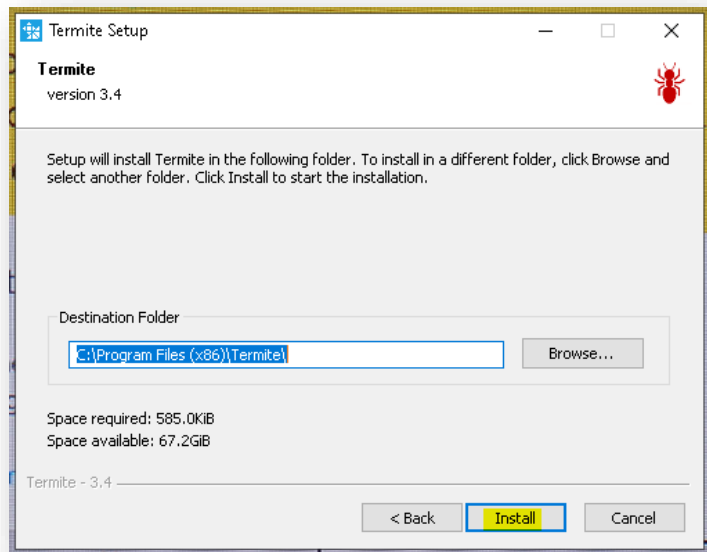 Termite Setup
Termite
version 3.4
Setup will install Termite in the following folder. To install in a different folder, click Browse and
select another folder. Click Install to start the installation.
Destination Folder
C:\Program Files (x86)\Termite\
Browse...
Space required: 585.0KiB
Space available: 67.2GiB
Termite - 3.4
< Back
Install
Cancel